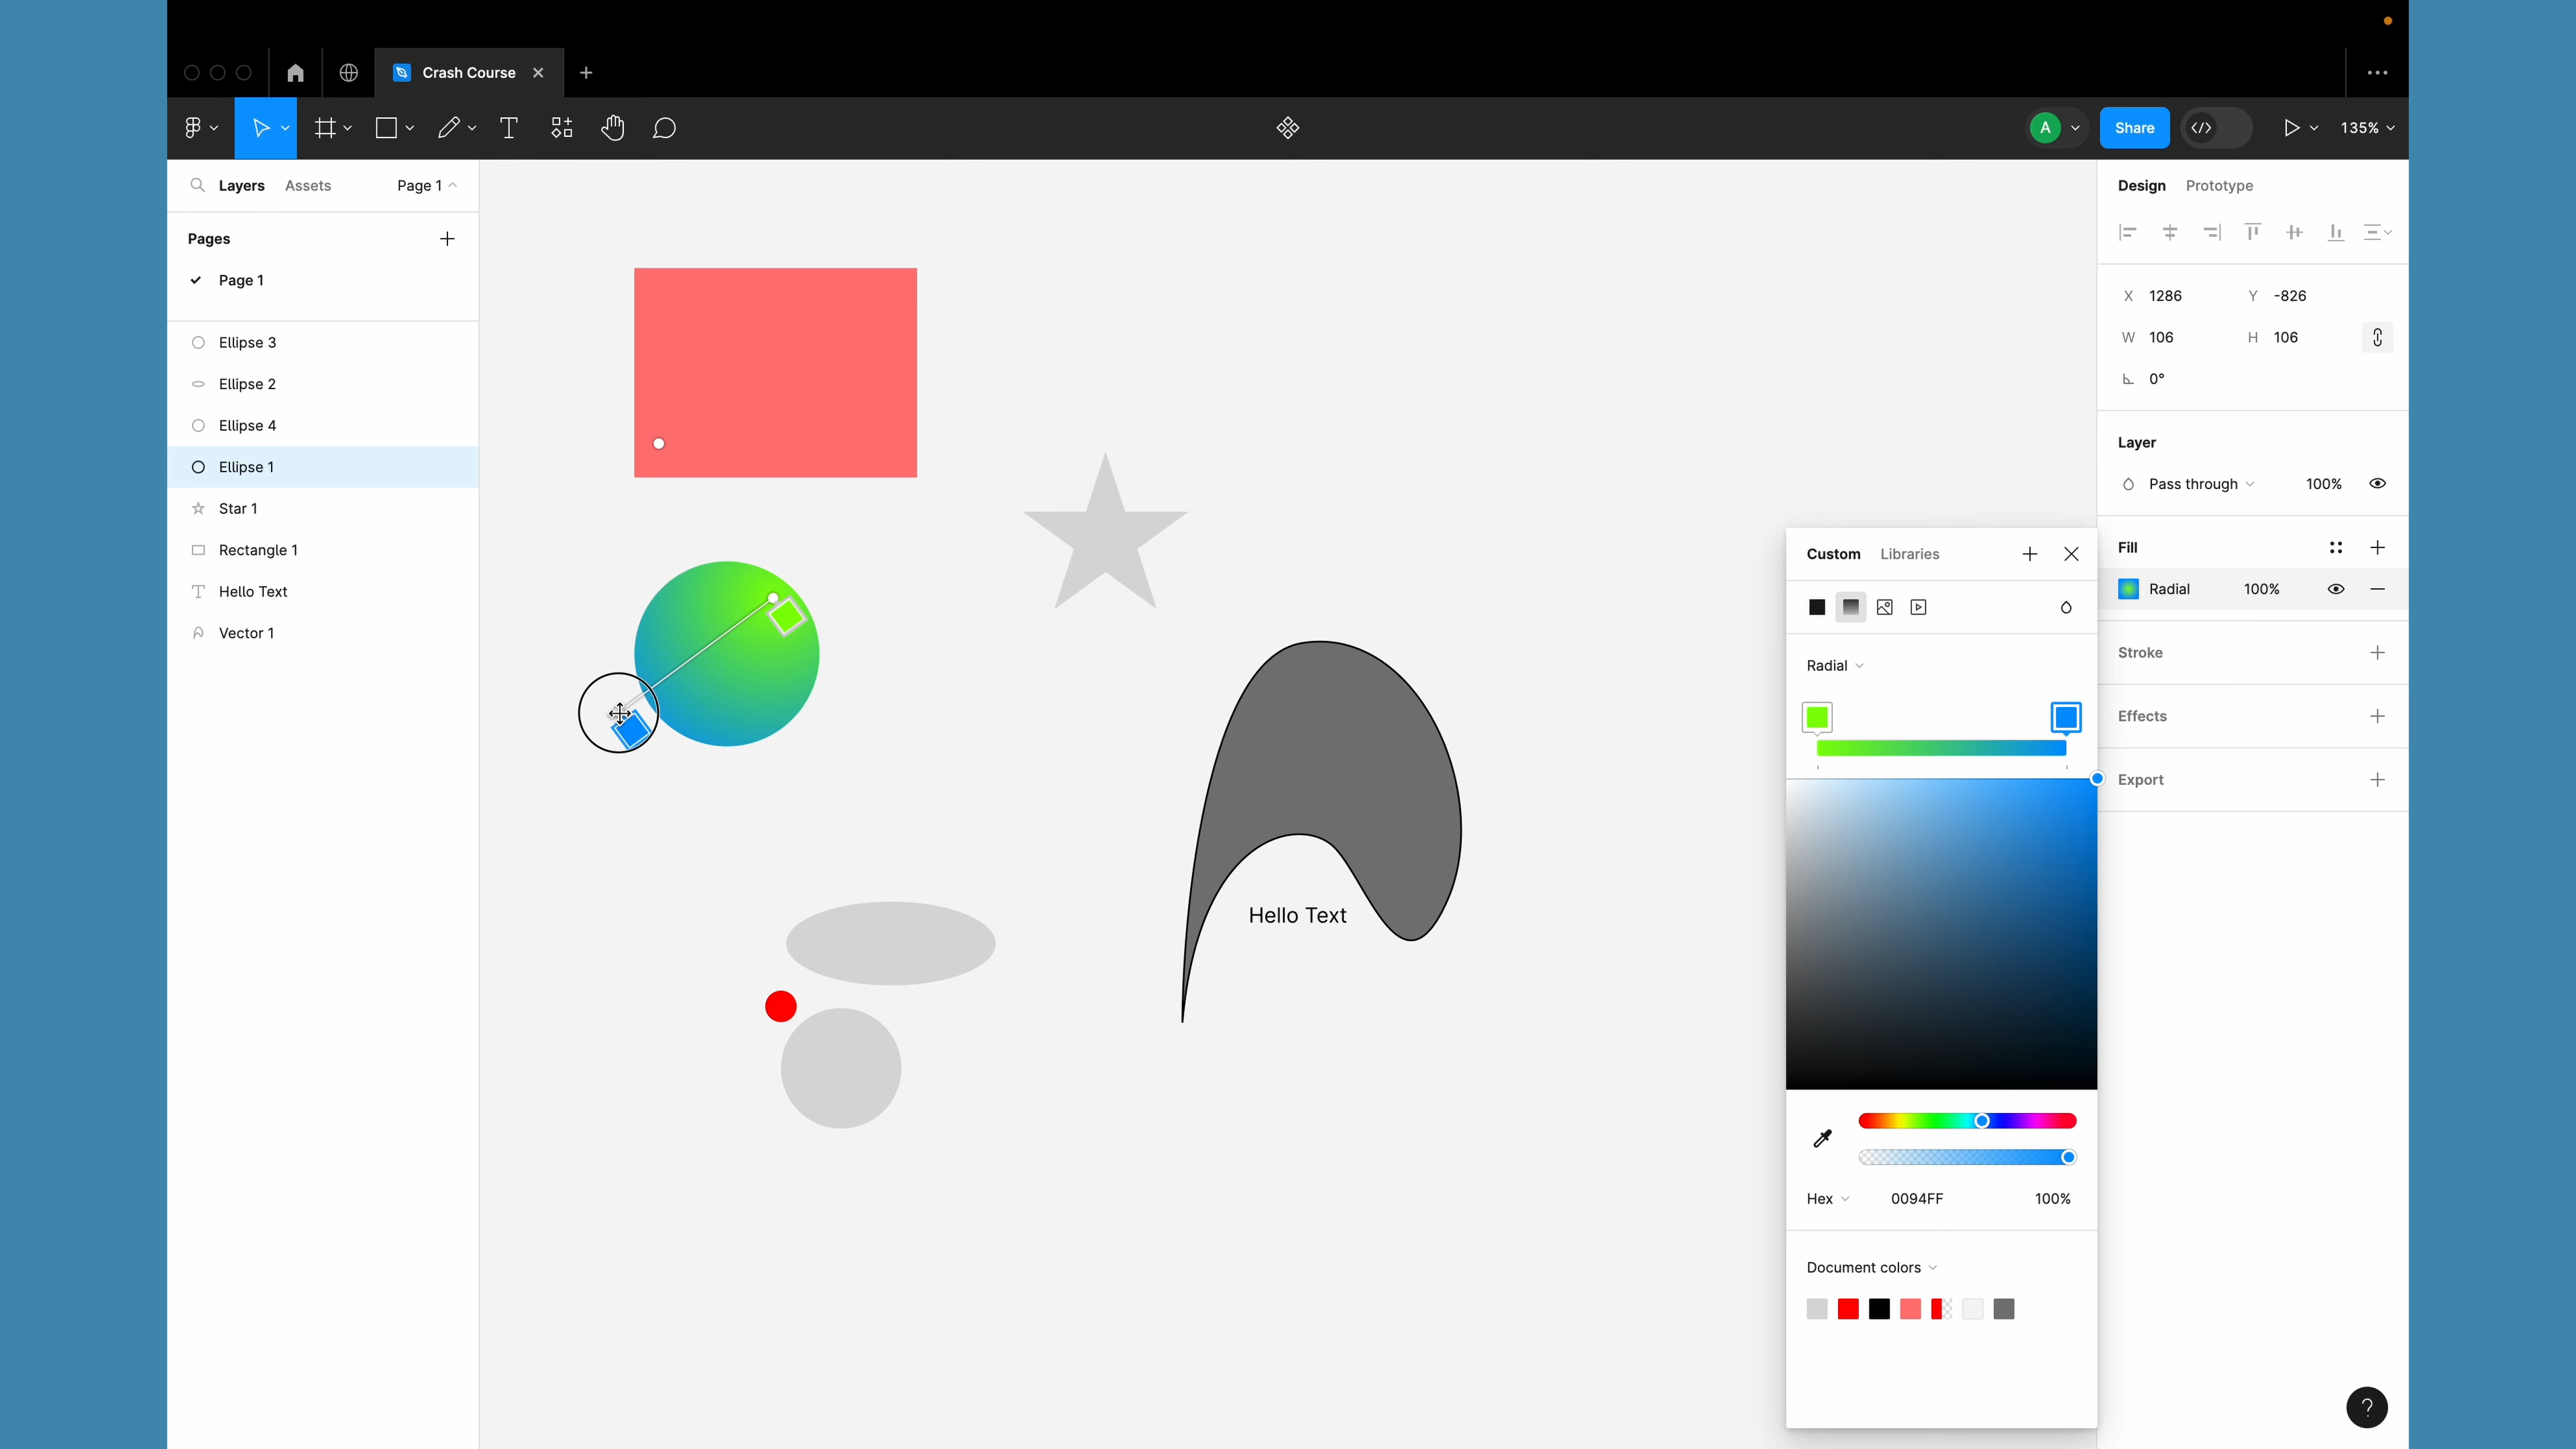 Crash Course
A
Share
135%
Layers Assets Page 1
Pages
Page 1
Ellipse 3
Ellipse 2
Ellipse 4
Ellipse 1
Star 1
Rectangle 1
Hello Text
Vector 1
Hello Text
Custom Libraries
Radial
Hex 0094FF 100%
Document colors
Design Prototype
X 1286 Y -826
W 106 H 106
0°
Layer
Pass through 100%
Fill
Radial 100%
Stroke
Effects
Export
?